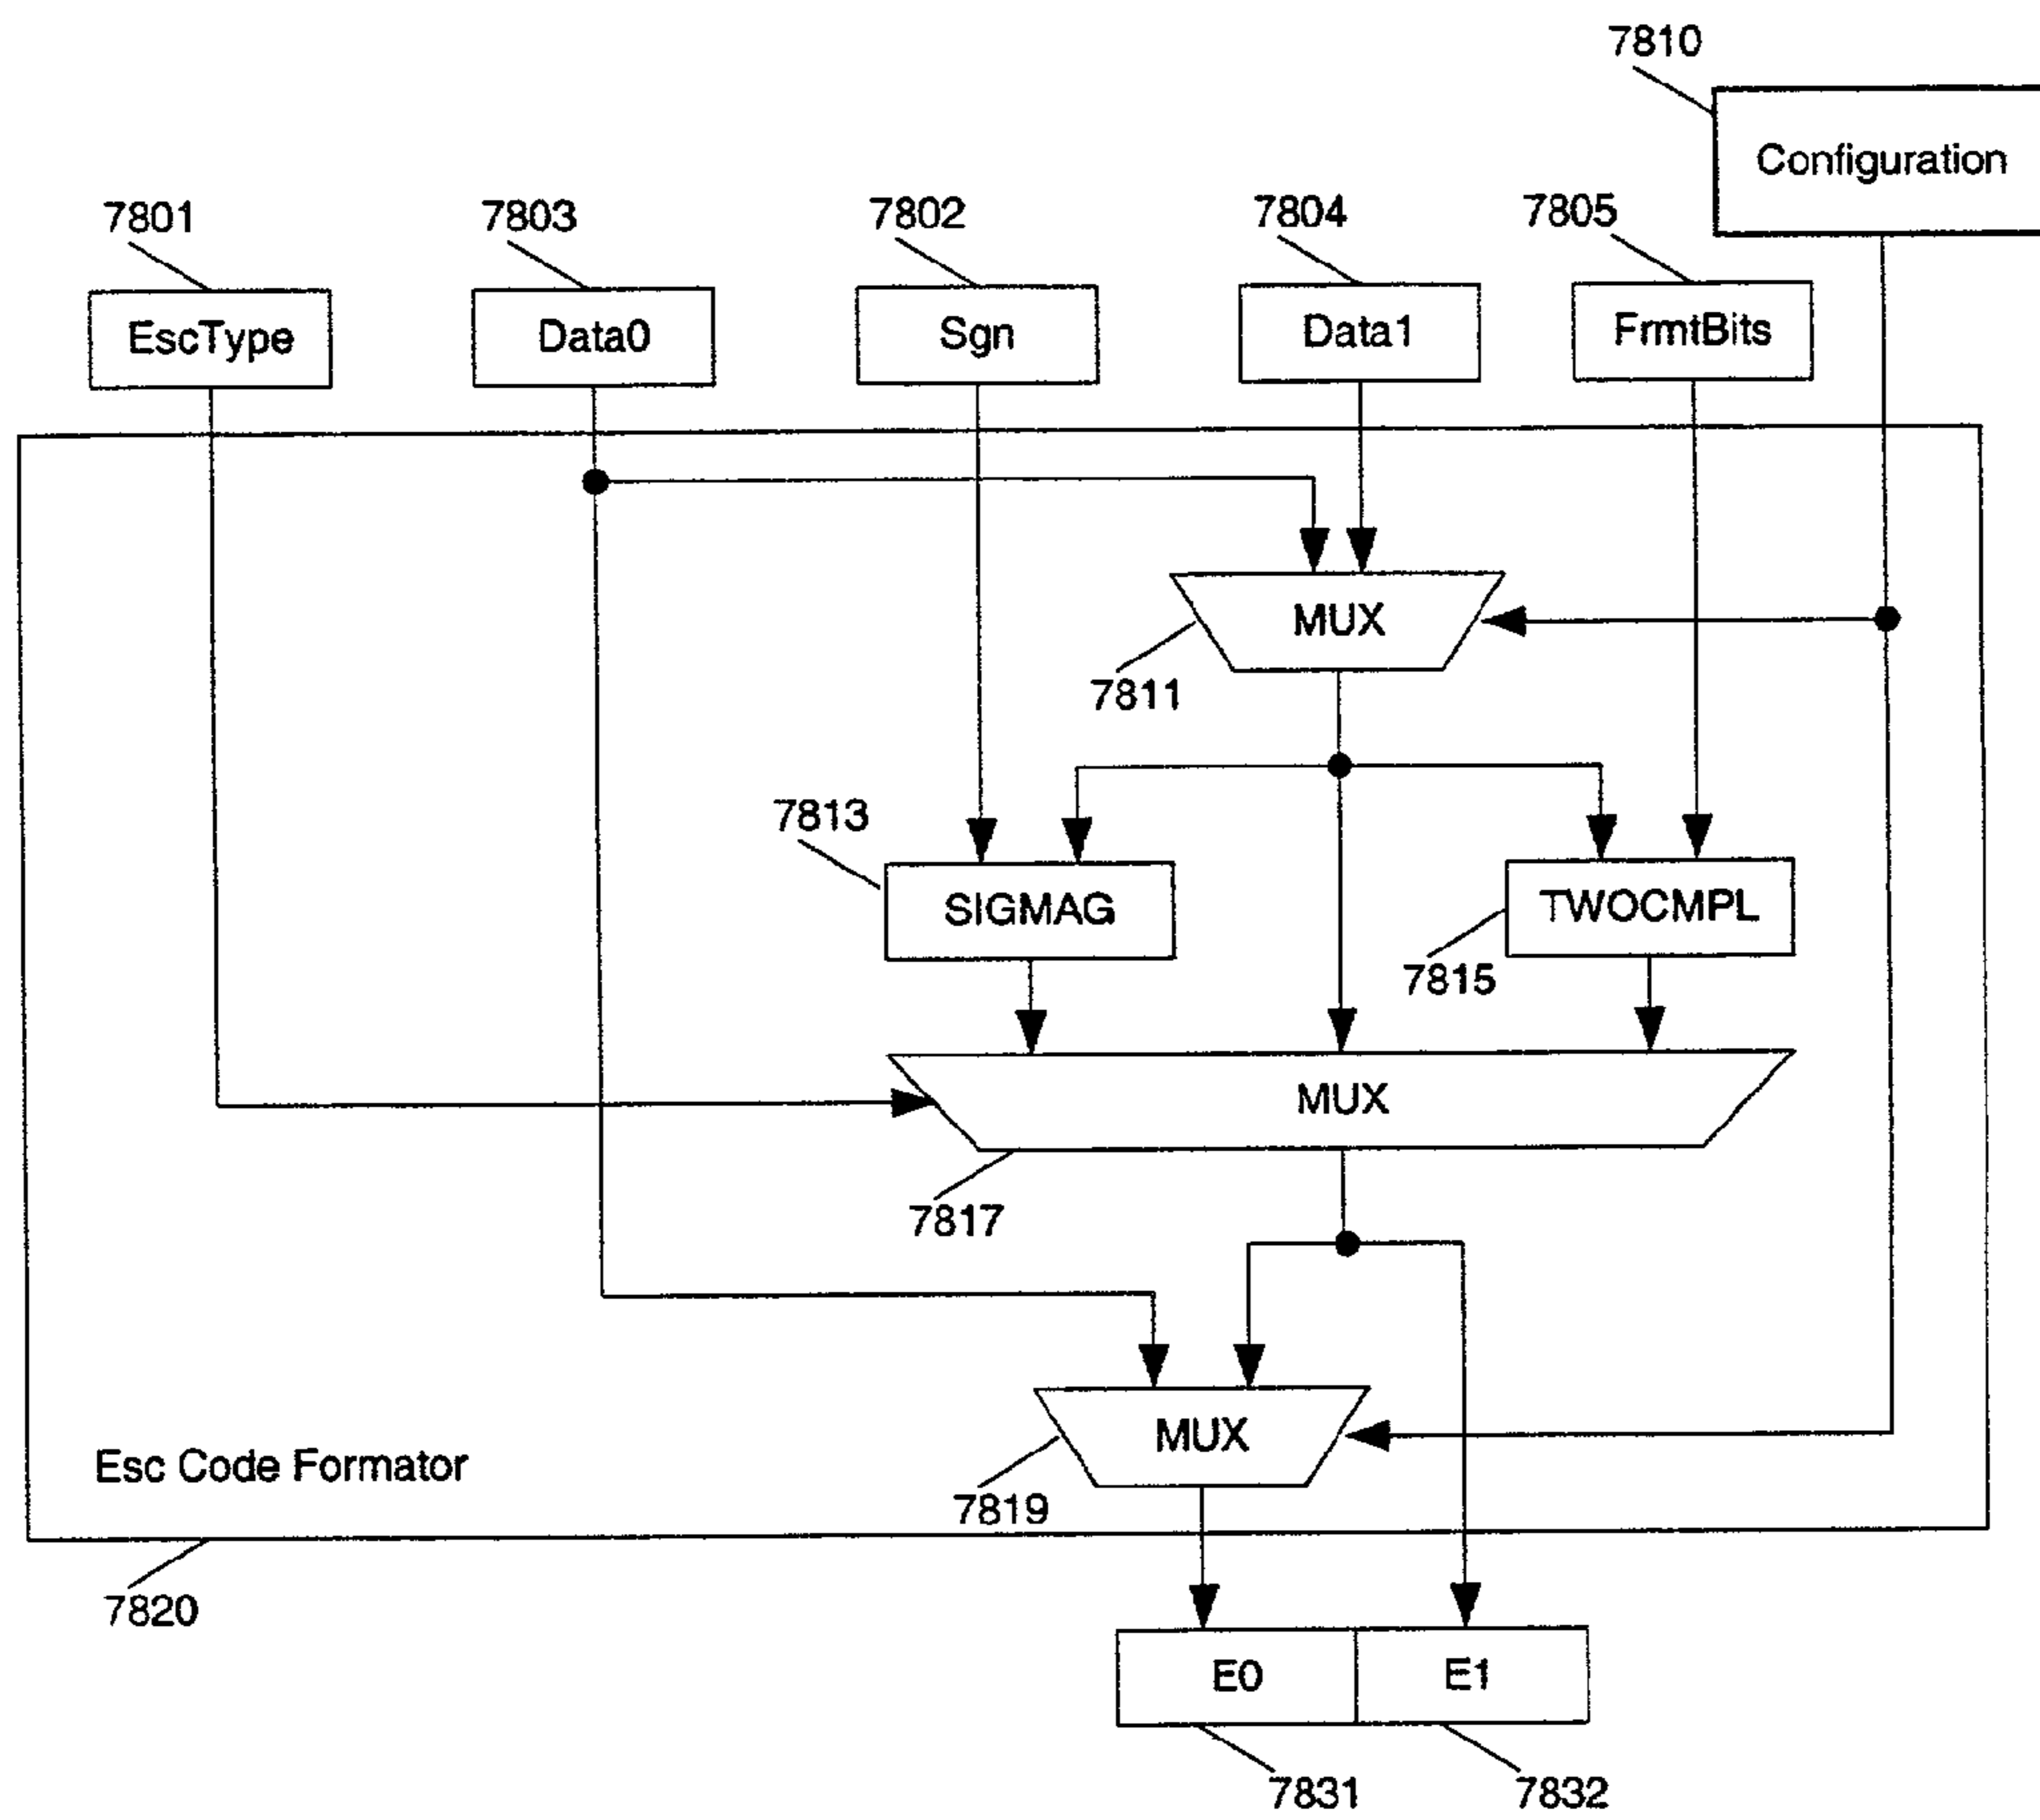 7810
Configuration
7801
7803
7802
7804
7805
EscType
Data0
Sgn
Data1
FrmtBits
MUX
7811
7813
SIGMAG
TWOCMPL
7815
MUX
7817
MUX
Esc Code Formator
7819
7820
E0
E1
7831
7832